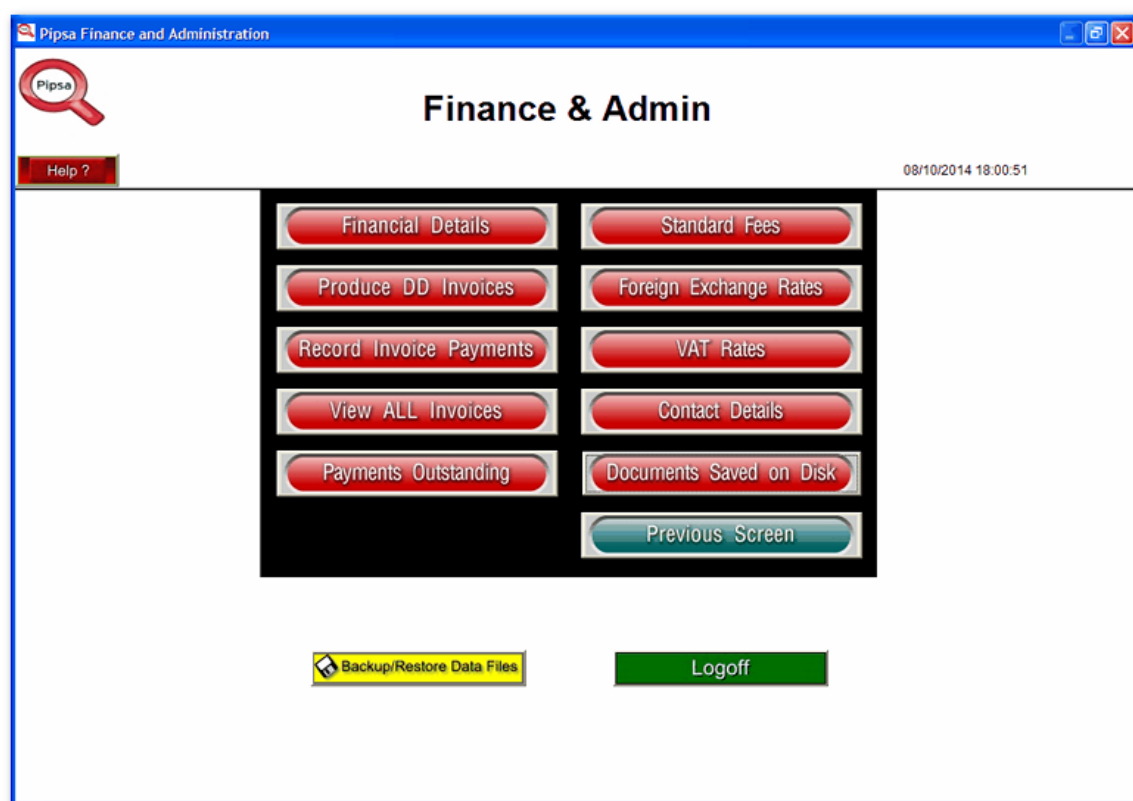 Pipsa Finance and Administration
Pipsa
Finance & Admin
Help ?
08/10/2014 18:00:51
Financial Details
Standard Fees
Produce DD Invoices
Foreign Exchange Rates
Record Invoice Payments
VAT Rates
View ALL Invoices
Contact Details
Payments Outstanding
Documents Saved on Disk
Previous Screen
Backup/Restore Data Files
Logoff